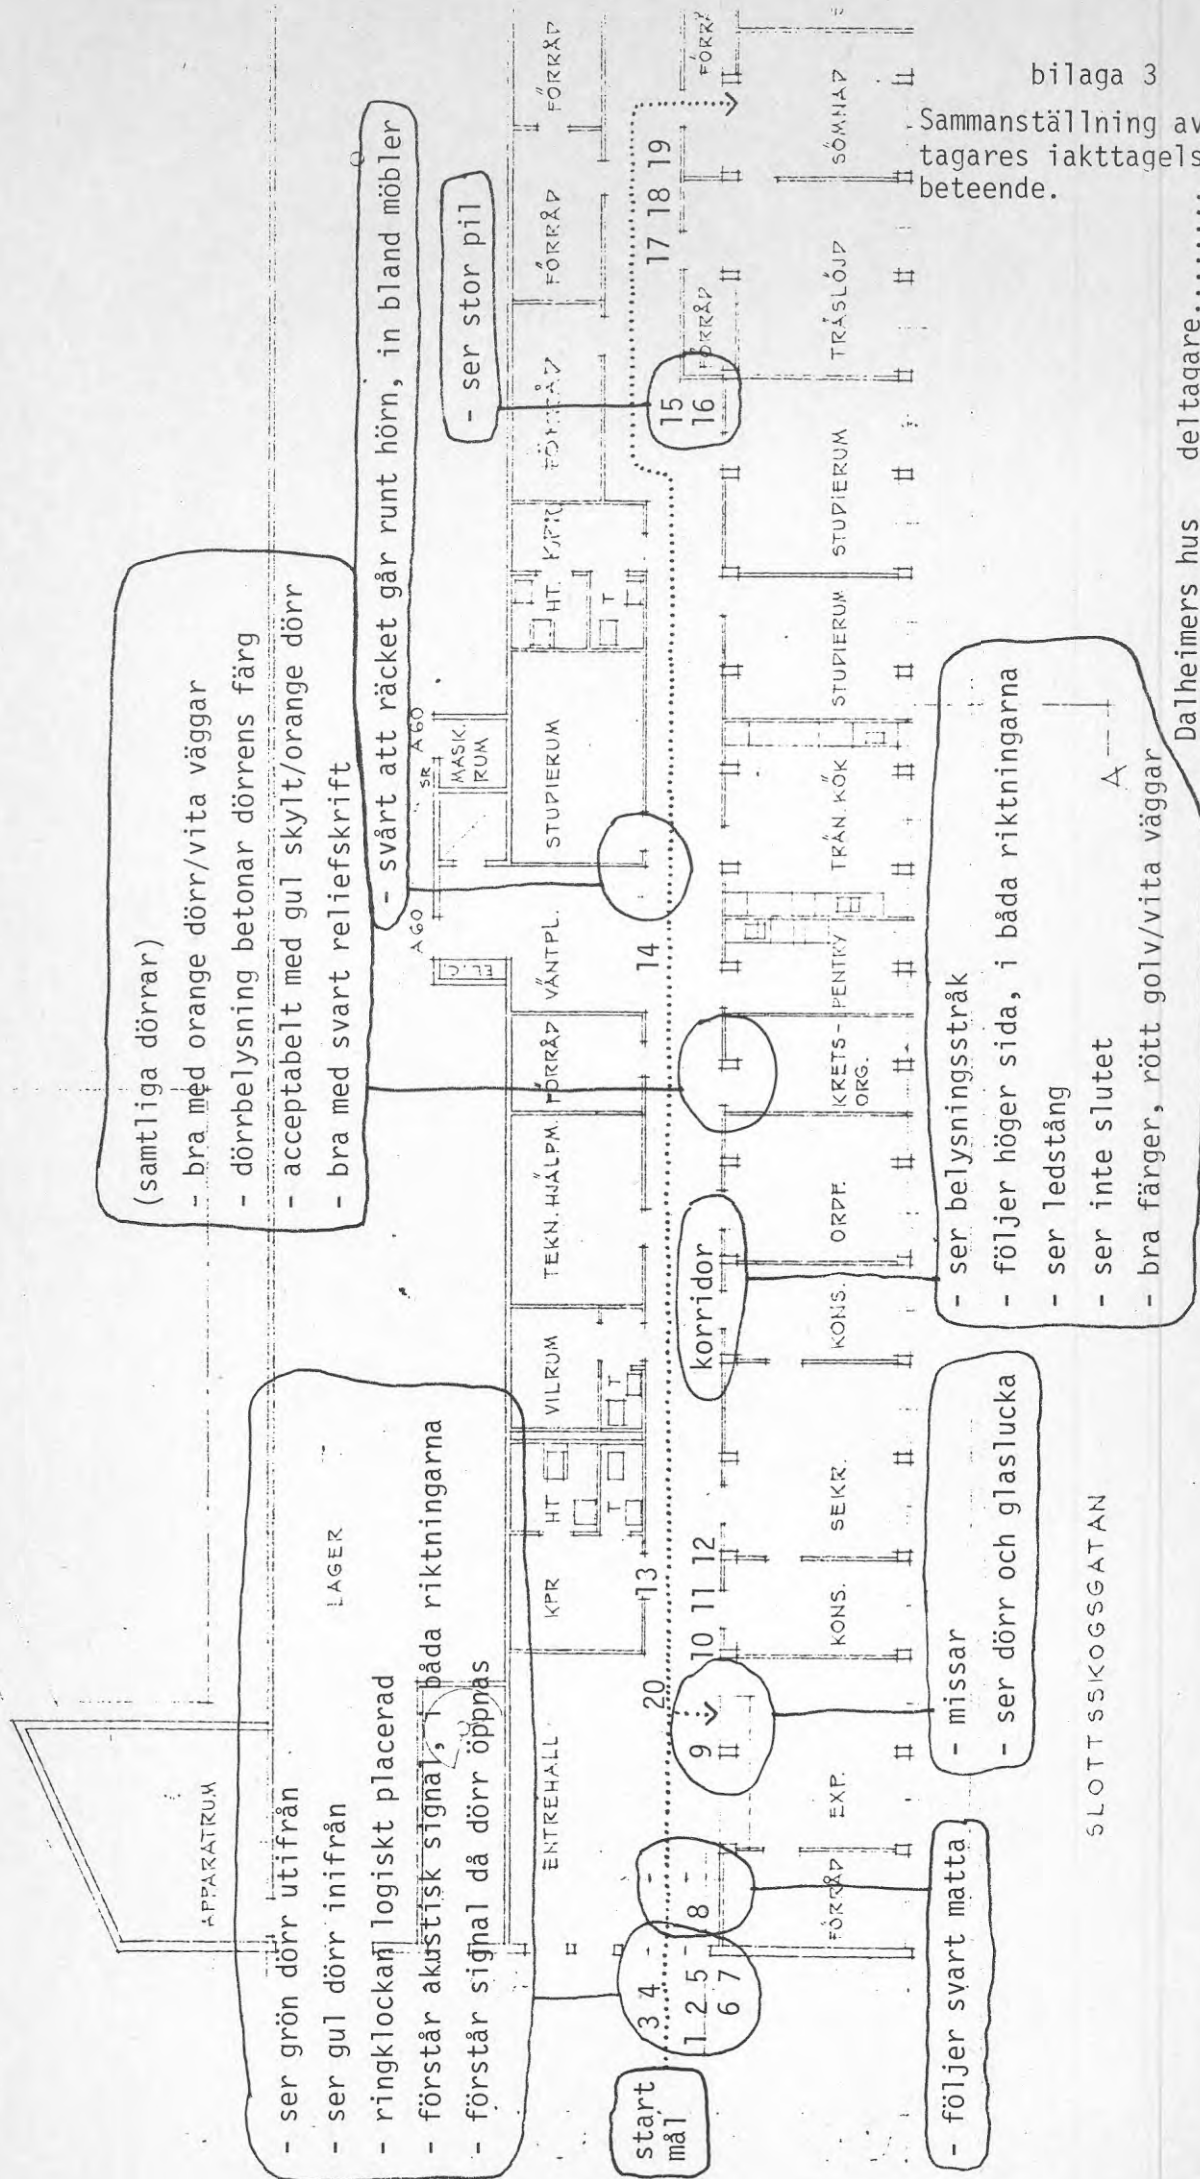 bilaga 3
Sammanställning av
tagares iakttagels
beteende.
Dalheimers hus deltagare........
(samtliga dörrar)
- bra med orange dörr/vita väggar
- dörrbelysning betonar dörrens färg
- acceptabelt med gul skylt/orange dörr
- bra med svart reliefskrift
- svårt att räcket går runt hörn, in bland möbler
- ser stor pil
- ser grön dörr utifrån
- ser gul dörr inifrån
- ringklockan logiskt placerad
- förstår akustisk signal, i båda riktningarna
- förstår signal då dörr öppnas
APPARATRUM
LAGER
ENTREHALL
KPR
HT
T
VILRUM
T
TEKN. HJÄLPM.
FÖRRÅD
VÄNTPL.
EL.C.
A60
SR
A60
MASK.
RUM
STUDIERUM
HT.
T
FÖRRÅD
FÖRRÅD
FÖRRÅD
start
mål
3 4
1 2 5
6 7
8
9
20
10 11 12
13
korridor
14
15
16
17 18 19
FÖRRÅD
EXP.
KONS.
SEKR.
KONS.
ORDF.
KRETS-
ORG.
PENTRY
TRÄN.KÖK
STUDIERUM
STUDIERUM
TRÄSLÖJD
SÖMNAD
FÖRRÅD
FÖRRÅ
- följer svart matta
- missar
- ser dörr och glaslucka
- ser belysningsstråk
- följer höger sida, i båda riktningarna
- ser ledstång
- ser inte slutet
- bra färger, rött golv/vita väggar
A
SLOTTSSKOGSGATAN